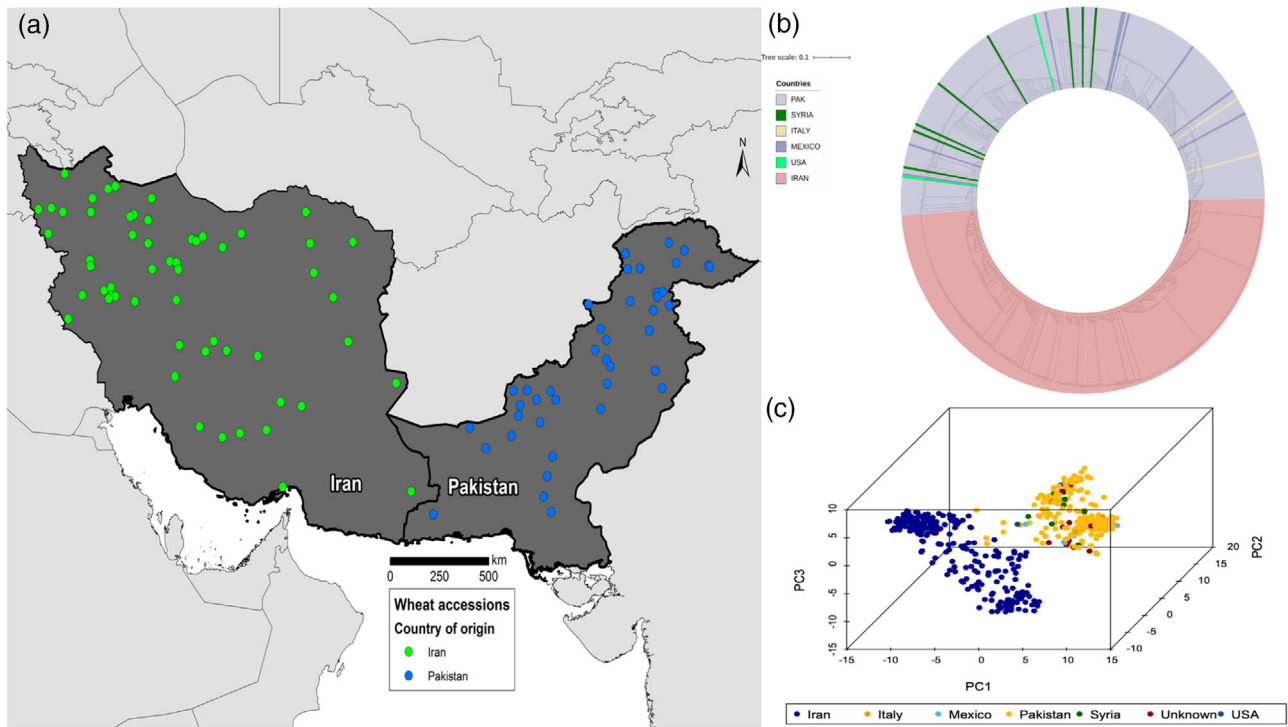 (a)
N
Iran
Pakistan
km
0 250 500
Wheat accessions
Country of origin
Iran
Pakistan
(b)
Tree scale: 0.1
Countries
PAK
SYRIA
ITALY
MEXICO
USA
IRAN
(c)
10
5
0
-5
-10
-15
PC3
-15 -10 -5 0 5 10 15
PC1
-10
-5
0
5
10
15
20
PC2
Iran Italy Mexico Pakistan Syria Unknown USA